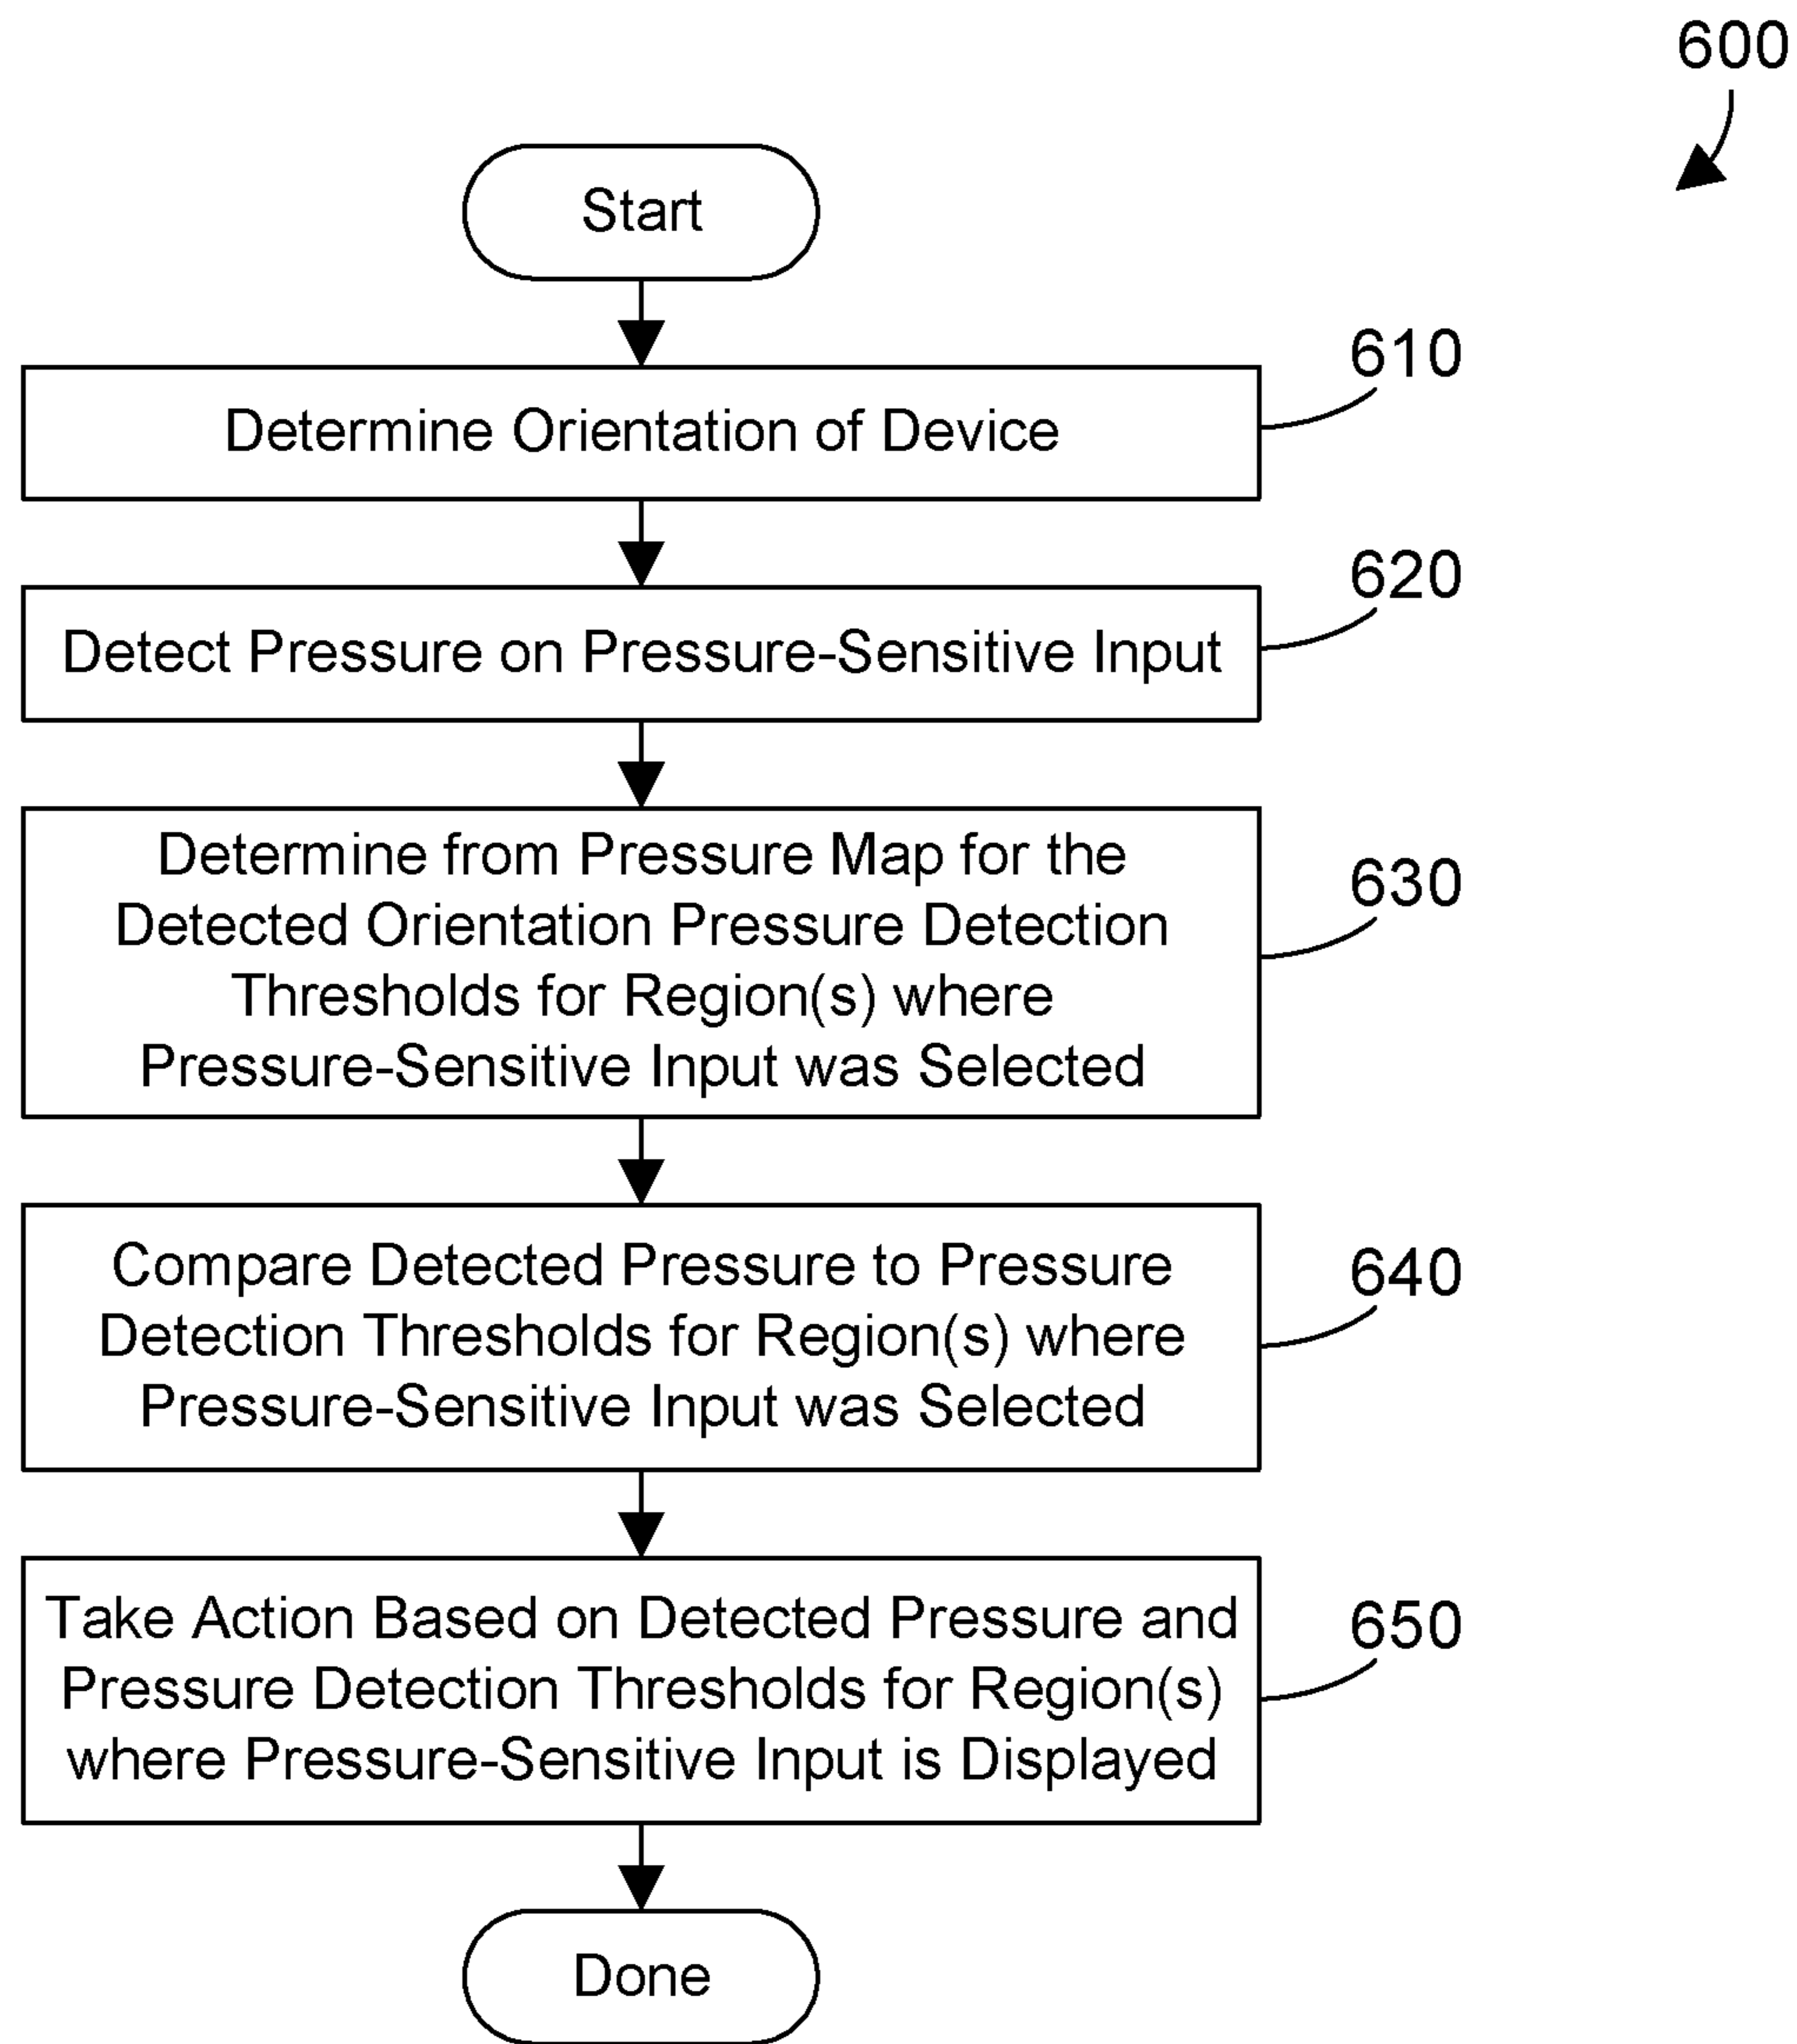 600
Start
610
Determine Orientation of Device
620
Detect Pressure on Pressure-Sensitive Input
630
Determine from Pressure Map for the
Detected Orientation Pressure Detection
Thresholds for Region(s) where
Pressure-Sensitive Input was Selected
640
Compare Detected Pressure to Pressure
Detection Thresholds for Region(s) where
Pressure-Sensitive Input was Selected
650
Take Action Based on Detected Pressure and
Pressure Detection Thresholds for Region(s)
where Pressure-Sensitive Input is Displayed
Done